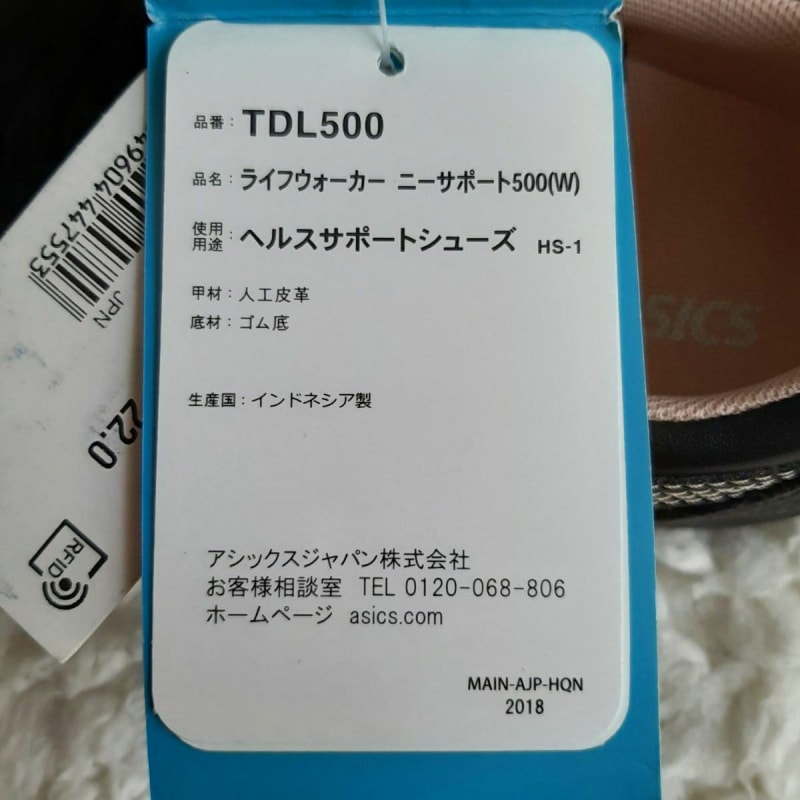 品番: TDL500
品名: ライフウォーカー ニーサポート500(W)
使用用途: ヘルスサポートシューズ HS-1
甲材: 人工皮革
底材: ゴム底
生産国: インドネシア製
アシックスジャパン株式会社
お客様相談室 TEL 0120-068-806
ホームページ asics.com
MAIN-AJP-HQN
2018
JPN
22.0
RFID